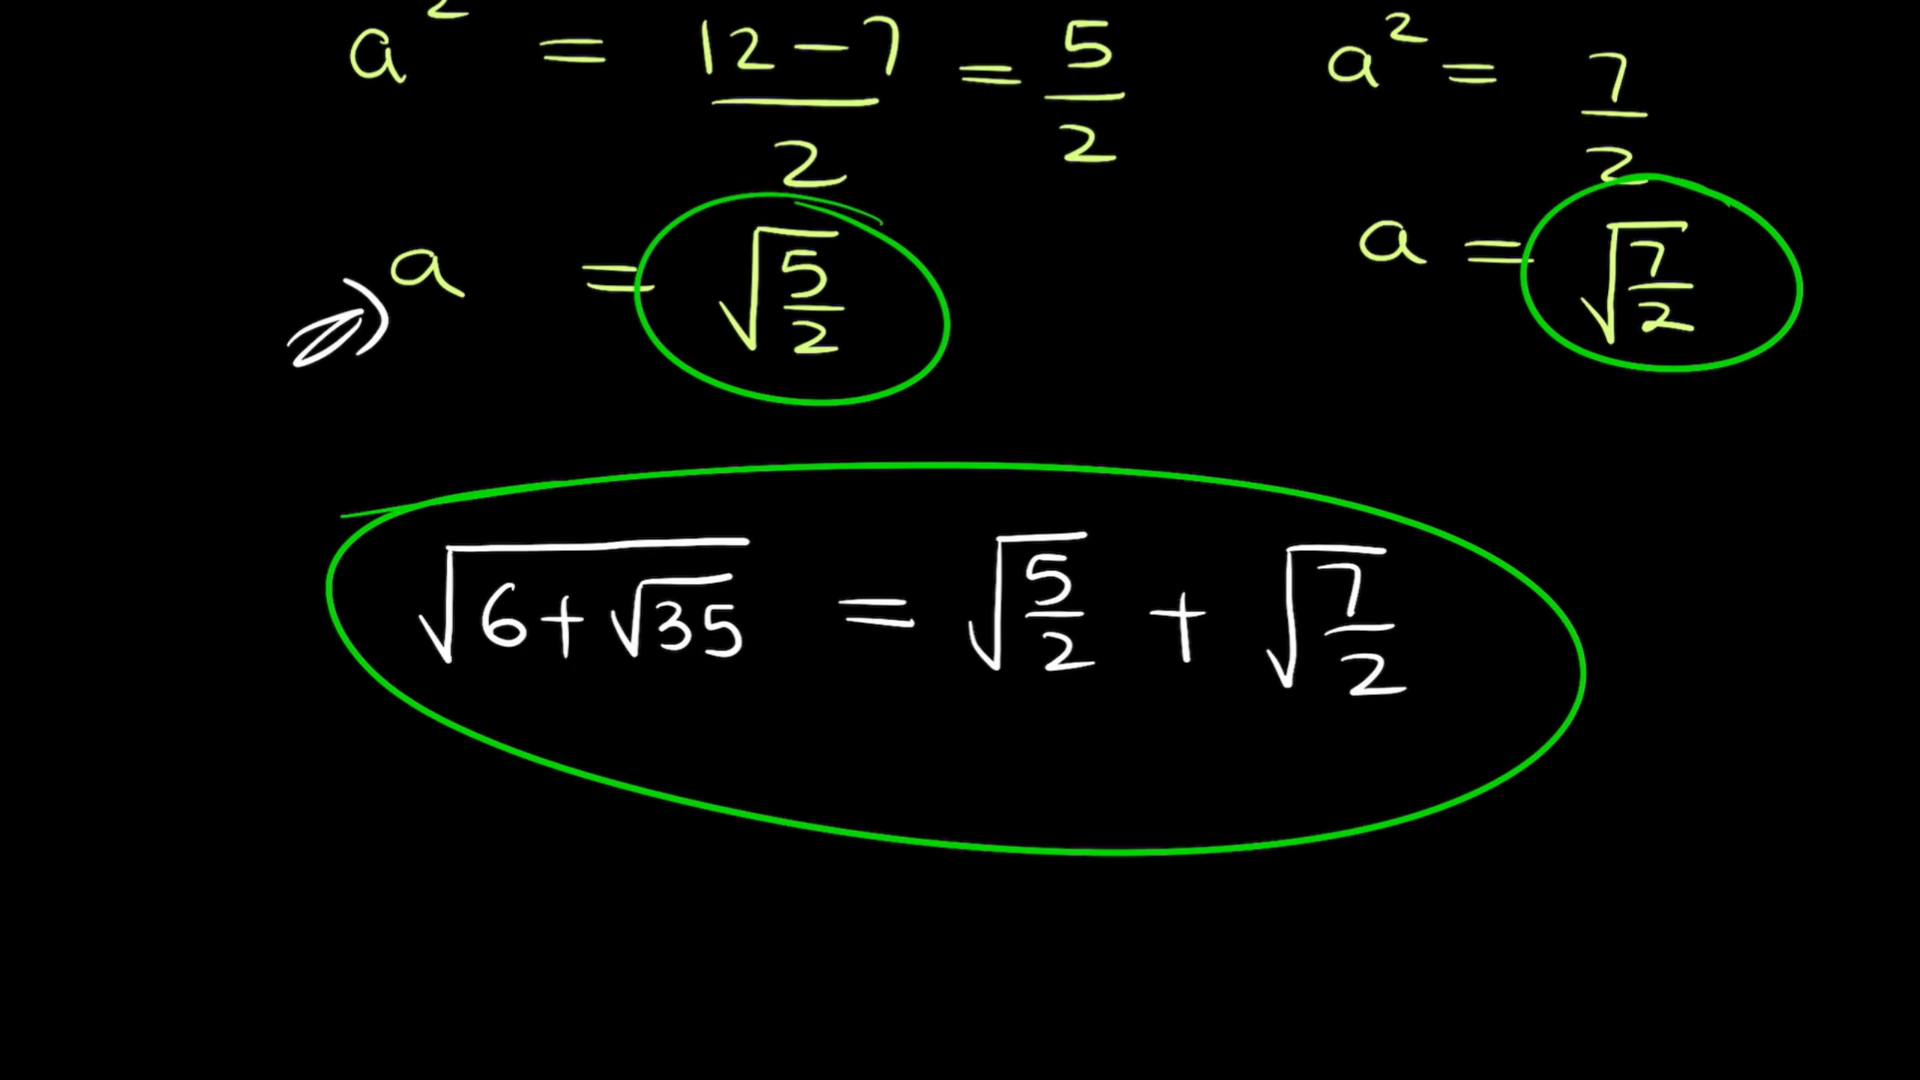 a² = (12-7)/2 = 5/2    a² = 7/2
a = √(5/2)    a = √(7/2)
√(6+√35) = √(5/2) + √(7/2)